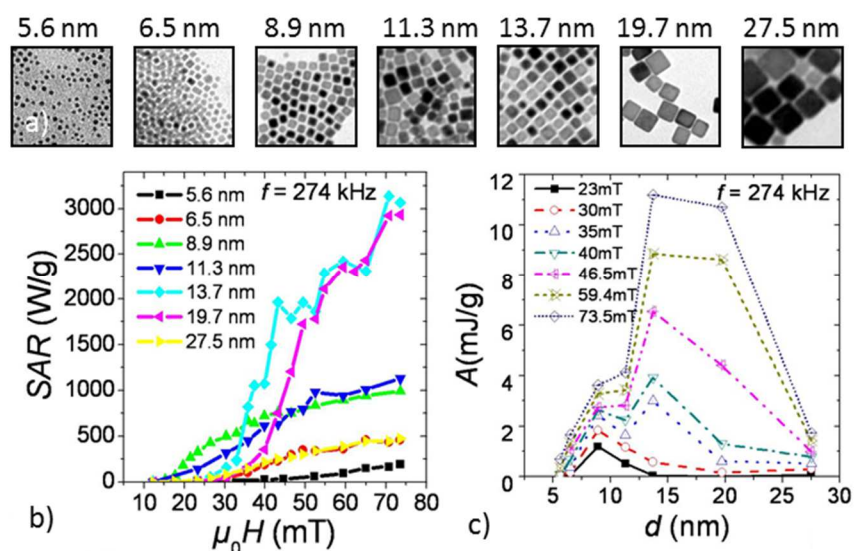 5.6 nm 6.5 nm 8.9 nm 11.3 nm 13.7 nm 19.7 nm 27.5 nm
a)
f = 274 kHz
5.6 nm
6.5 nm
8.9 nm
11.3 nm
13.7 nm
19.7 nm
27.5 nm
SAR (W/g)
3000
2500
2000
1500
1000
500
0
10 20 30 40 50 60 70 80
b) μ₀H (mT)
f = 274 kHz
23mT
30mT
35mT
40mT
46.5mT
59.4mT
73.5mT
A(mJ/g)
12
10
8
6
4
2
0
5 10 15 20 25
c) d (nm)